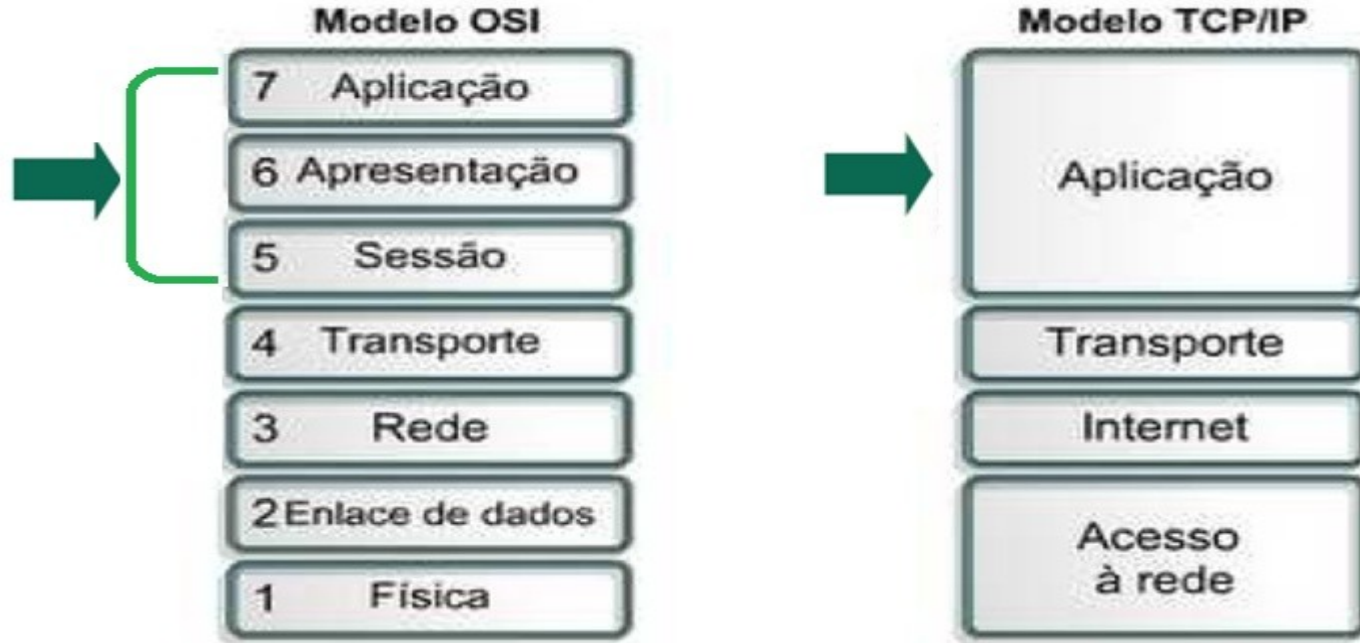 Modelo OSI
7 Aplicação
6 Apresentação
5 Sessão
4 Transporte
3 Rede
2 Enlace de dados
1 Física
Modelo TCP/IP
Aplicação
Transporte
Internet
Acesso
à rede